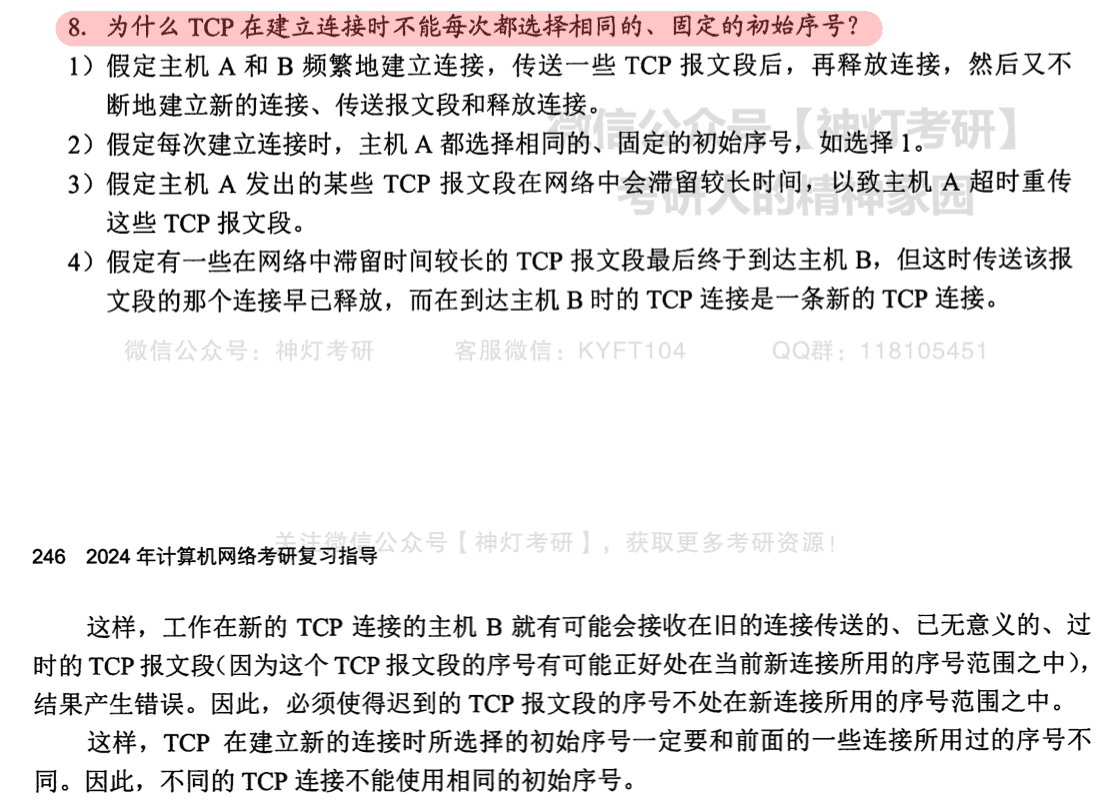 8. 为什么 TCP 在建立连接时不能每次都选择相同的、固定的初始序号？
1）假定主机 A 和 B 频繁地建立连接，传送一些 TCP 报文段后，再释放连接，然后又不
断地建立新的连接、传送报文段和释放连接。
微信公众号【神灯考研】
2）假定每次建立连接时，主机 A 都选择相同的、固定的初始序号，如选择 1。
3）假定主机 A 发出的某些 TCP 报文段在网络中会滞留较长时间，以致主机 A 超时重传
考研人的精神家园
这些 TCP 报文段。
4）假定有一些在网络中滞留时间较长的 TCP 报文段最后终于到达主机 B，但这时传送该报
文段的那个连接早已释放，而在到达主机 B 时的 TCP 连接是一条新的 TCP 连接。
微信公众号：神灯考研 客服微信：KYFT104 QQ群：118105451
关注微信公众号【神灯考研】，获取更多考研资源！
246 2024 年计算机网络考研复习指导
这样，工作在新的 TCP 连接的主机 B 就有可能会接收在旧的连接传送的、已无意义的、过
时的 TCP 报文段（因为这个 TCP 报文段的序号有可能正好处在当前新连接所用的序号范围之中），
结果产生错误。因此，必须使得迟到的 TCP 报文段的序号不处在新连接所用的序号范围之中。
这样，TCP 在建立新的连接时所选择的初始序号一定要和前面的一些连接所用过的序号不
同。因此，不同的 TCP 连接不能使用相同的初始序号。